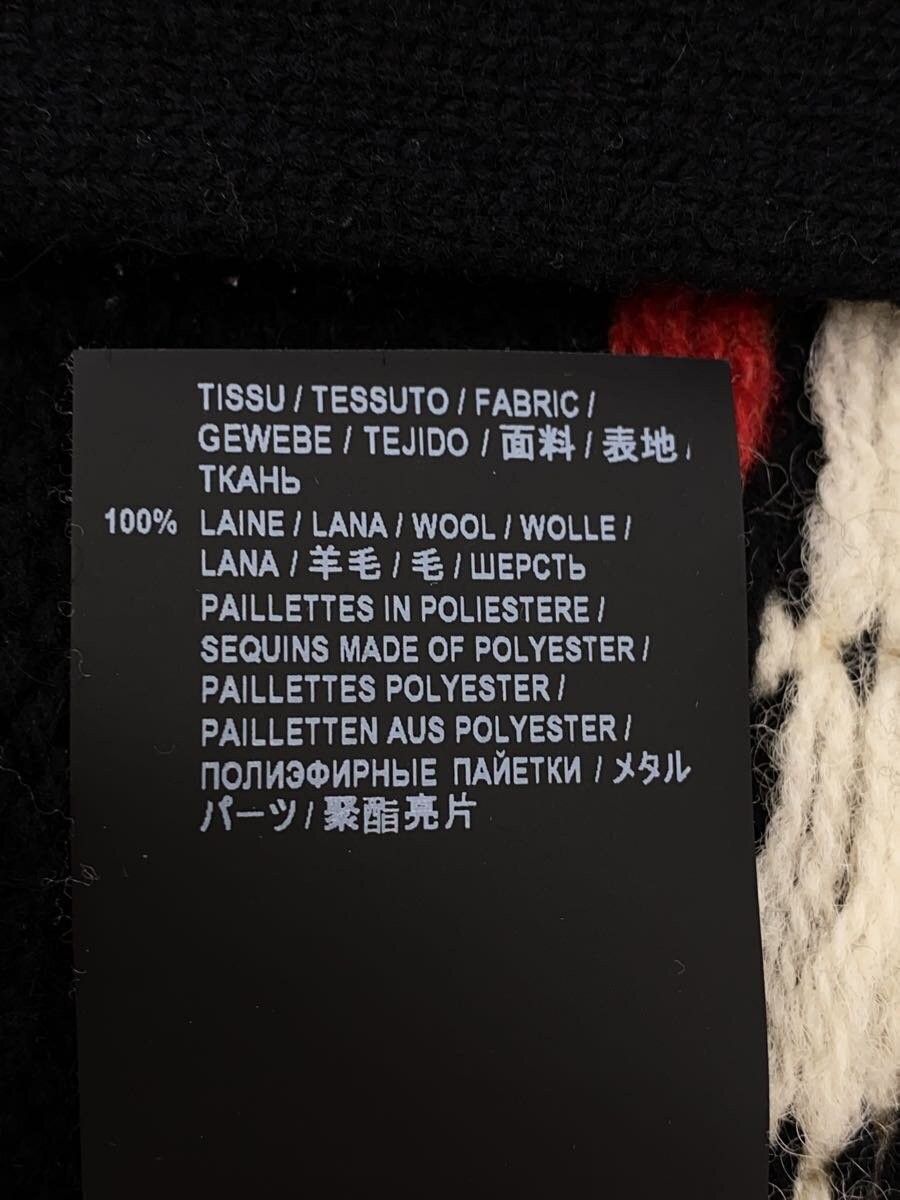 TISSU / TESSUTO / FABRIC /
GEWEBE / TEJIDO / 面料 / 表地 /
ТКАНЬ
100% LAINE / LANA / WOOL / WOLLE /
LANA / 羊毛 / 毛 / ШЕРСТЬ
PAILLETTES IN POLIESTERE /
SEQUINS MADE OF POLYESTER /
PAILLETTES POLYESTER /
PAILLETTEN AUS POLYESTER /
ПОЛИЭФИРНЫЕ ПАЙЕТКИ / メタル
パーツ / 聚酯亮片